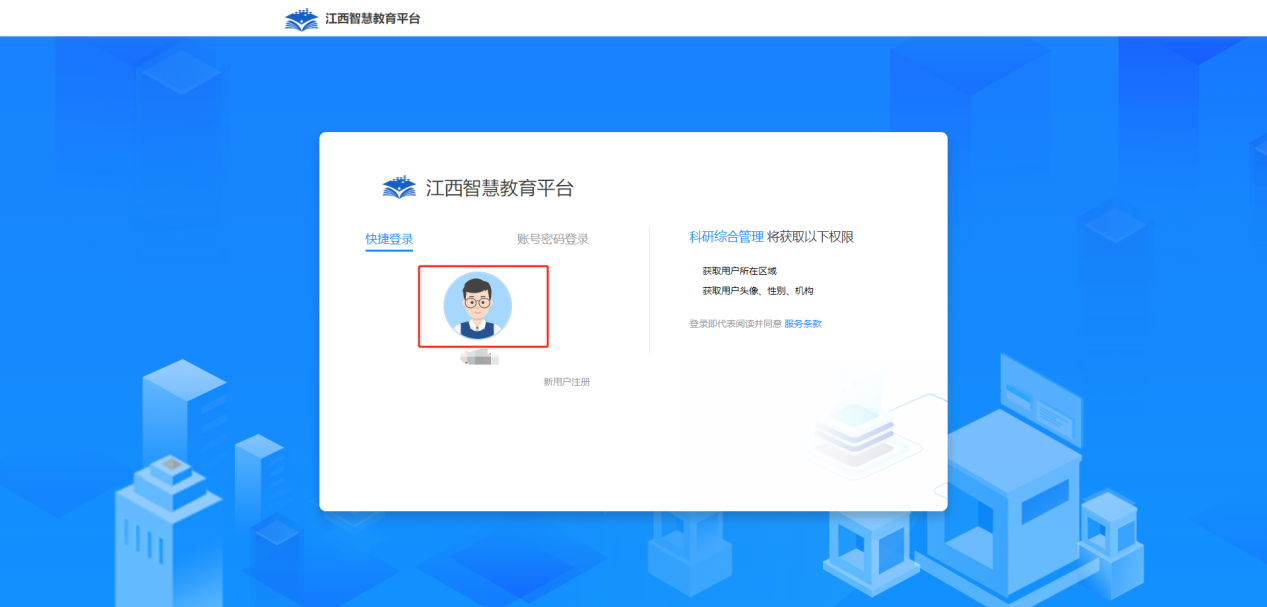 江西智慧教育平台
江西智慧教育平台
快捷登录
账号密码登录
新用户注册
科研综合管理 将获取以下权限
获取用户所在区域
获取用户头像、性别、机构
登录即代表阅读并同意 服务条款